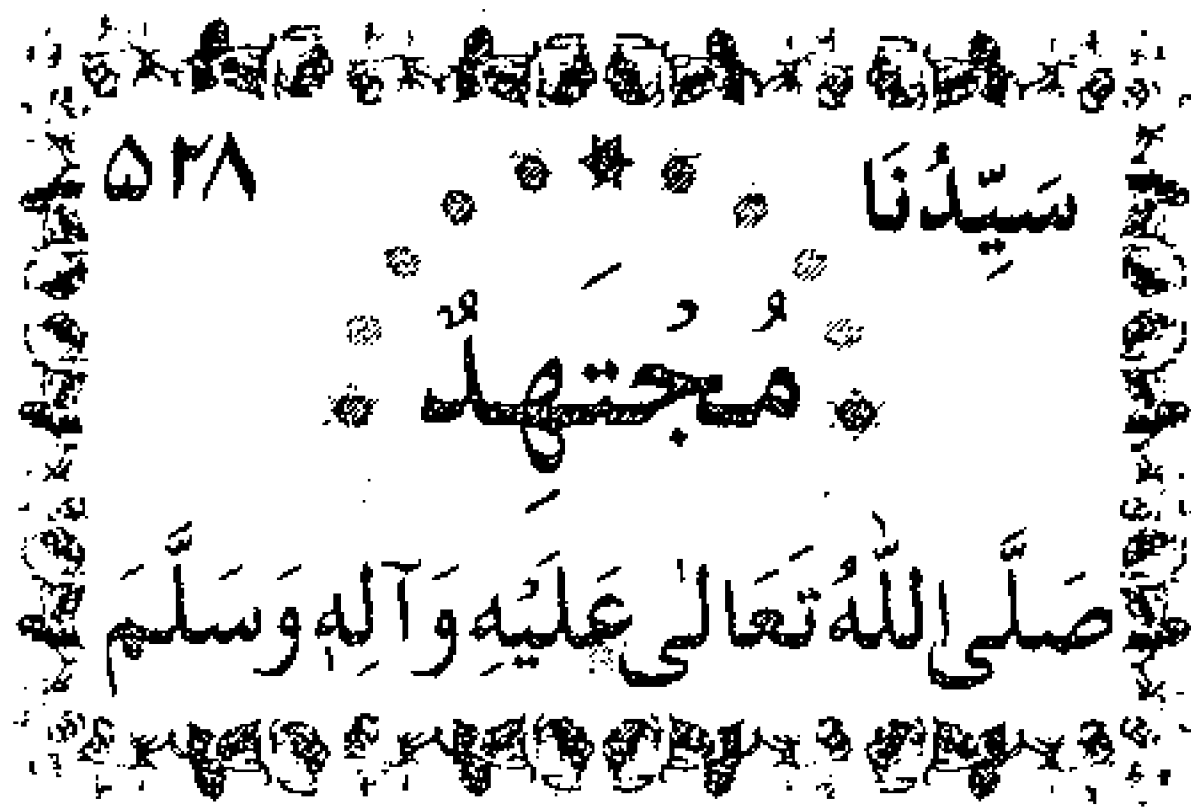 سَيِّدُنَا ۵۲۸
مُجْتَهِدٌ
صَلَّى اللّٰهُ تَعَالٰى عَلَيْهِ وَآلِهٖ وَسَلَّمَ